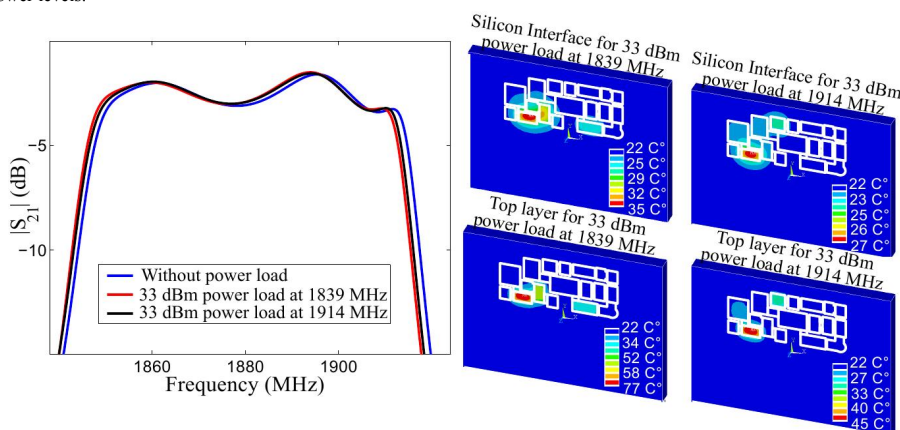 ower levels.
|S21| (dB)
−5
−10
Without power load
33 dBm power load at 1839 MHz
33 dBm power load at 1914 MHz
1860
1880
1900
Frequency (MHz)
Silicon Interface for 33 dBm
power load at 1839 MHz
22 C°
25 C°
29 C°
32 C°
35 C°
Silicon Interface for 33 dBm
power load at 1914 MHz
22 C°
23 C°
25 C°
26 C°
27 C°
Top layer for 33 dBm
power load at 1839 MHz
22 C°
34 C°
52 C°
58 C°
77 C°
Top layer for 33 dBm
power load at 1914 MHz
22 C°
27 C°
33 C°
40 C°
45 C°